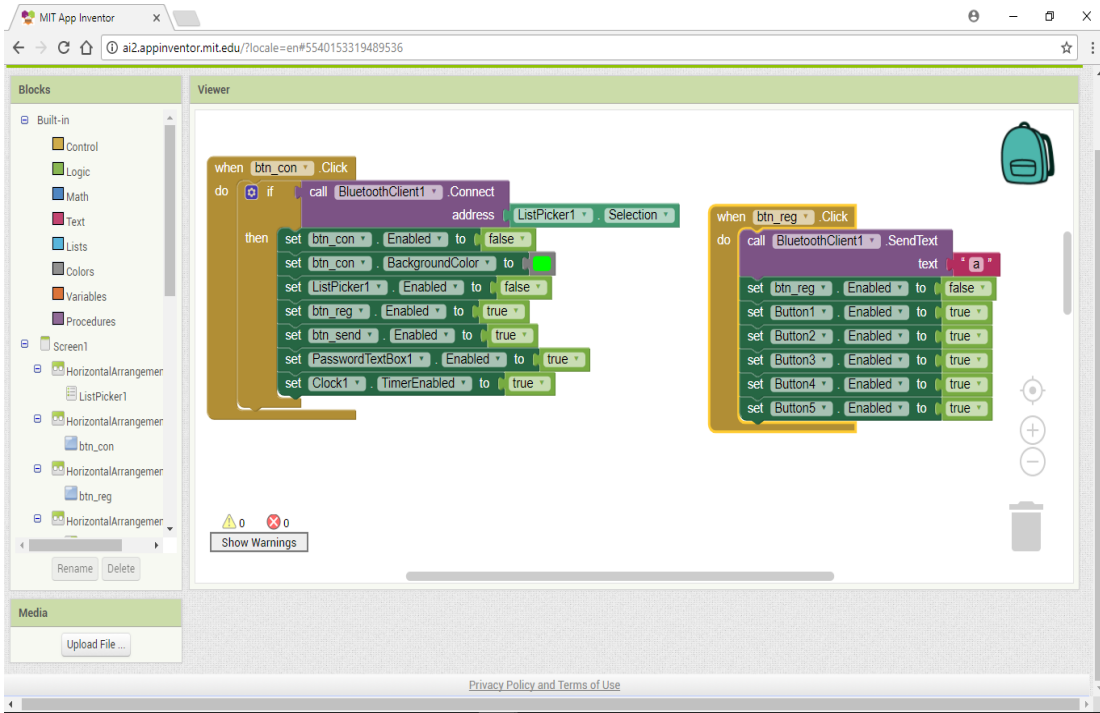 MIT App Inventor
ai2.appinventor.mit.edu/?locale=en#5540153319489536
Blocks
Built-in
Control
Logic
Math
Text
Lists
Colors
Variables
Procedures
Screen1
HorizontalArrangemer
ListPicker1
HorizontalArrangemer
btn_con
HorizontalArrangemer
btn_reg
HorizontalArrangemer
Rename Delete
Media
Upload File ...
Viewer
when btn_con .Click
do if call BluetoothClient1 .Connect
address ListPicker1 . Selection
then set btn_con . Enabled to false
set btn_con . BackgroundColor to
set ListPicker1 . Enabled to false
set btn_reg . Enabled to true
set btn_send . Enabled to true
set PasswordTextBox1 . Enabled to true
set Clock1 . TimerEnabled to true
when btn_reg .Click
do call BluetoothClient1 .SendText
text " a "
set btn_reg . Enabled to false
set Button1 . Enabled to true
set Button2 . Enabled to true
set Button3 . Enabled to true
set Button4 . Enabled to true
set Button5 . Enabled to true
0 0
Show Warnings
Privacy Policy and Terms of Use